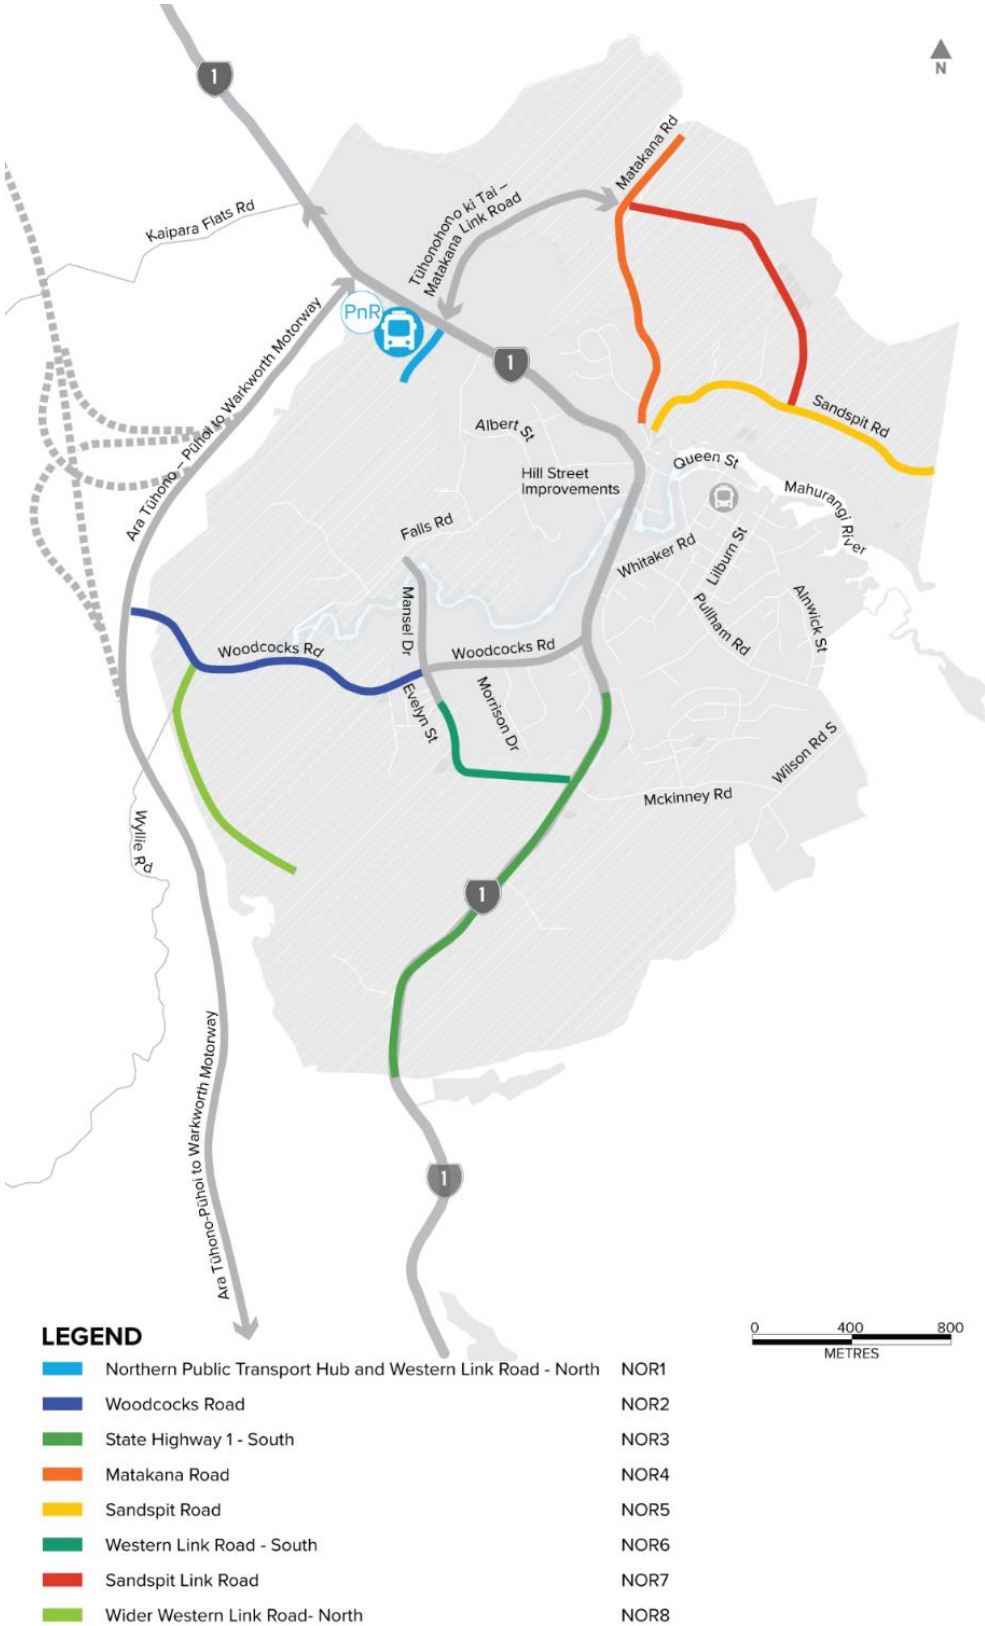 1
N
Matakana Rd
Tūhonohono ki Tai –
Matakana Link Road
Kaipara Flats Rd
PnR
1
Ara Tūhono – Pūhoi to Warkworth Motorway
Albert St
Sandspit Rd
Hill Street
Improvements
Queen St
Mahurangi
River
Falls Rd
Whitaker Rd
Lilburn St
Mansel Dr
Pullham Rd
Alnwick St
Woodcocks Rd
Woodcocks Rd
Evelyn St
Morrison Dr
Wilson Rd S
Mckinney Rd
Wyllie Rd
1
Ara Tūhono-Pūhoi to Warkworth Motorway
1
LEGEND
0 400 800
METRES
Northern Public Transport Hub and Western Link Road - North NOR1
Woodcocks Road NOR2
State Highway 1 - South NOR3
Matakana Road NOR4
Sandspit Road NOR5
Western Link Road - South NOR6
Sandspit Link Road NOR7
Wider Western Link Road- North NOR8